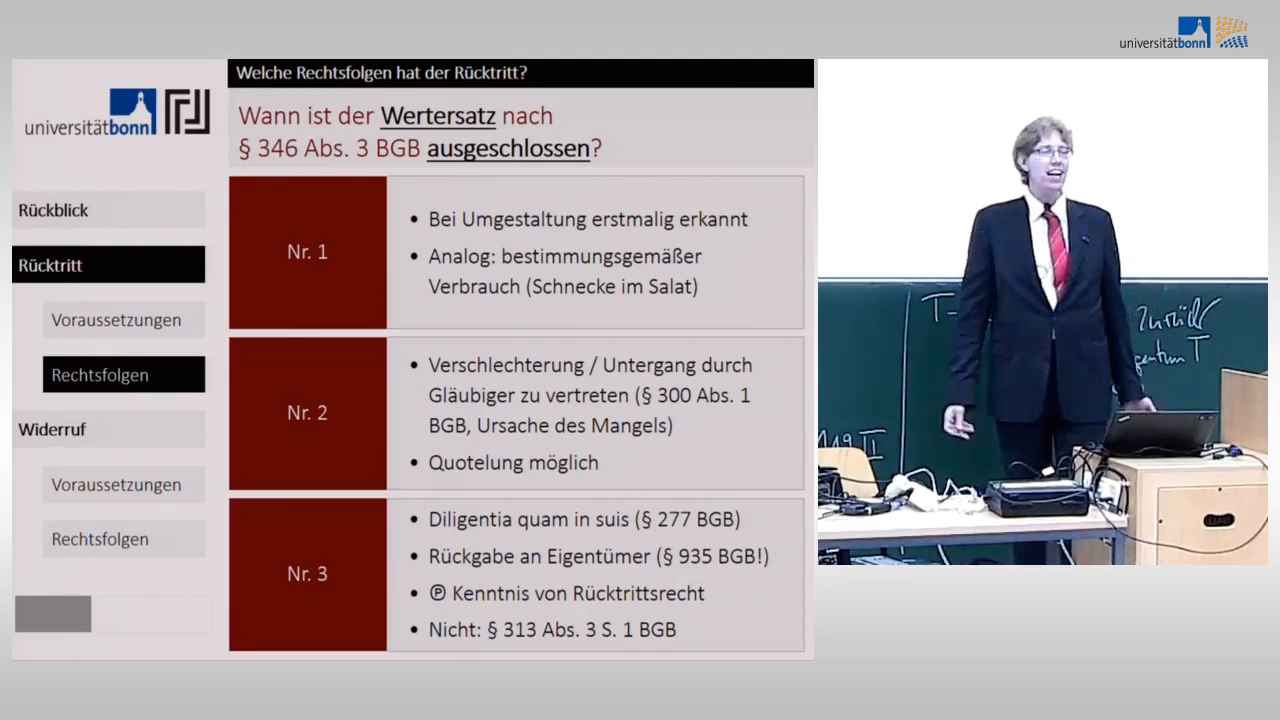 universitätbonn
Welche Rechtsfolgen hat der Rücktritt?
universitätbonn
Wann ist der Wertersatz nach
§ 346 Abs. 3 BGB ausgeschlossen?
Rückblick
Rücktritt
Voraussetzungen
Rechtsfolgen
Widerruf
Voraussetzungen
Rechtsfolgen
Nr. 1
• Bei Umgestaltung erstmalig erkannt
• Analog: bestimmungsgemäßer
Verbrauch (Schnecke im Salat)
Nr. 2
• Verschlechterung / Untergang durch
Gläubiger zu vertreten (§ 300 Abs. 1
BGB, Ursache des Mangels)
• Quotelung möglich
Nr. 3
• Diligentia quam in suis (§ 277 BGB)
• Rückgabe an Eigentümer (§ 935 BGB!)
• ℗ Kenntnis von Rücktrittsrecht
• Nicht: § 313 Abs. 3 S. 1 BGB
T-
Zurück
T
119 II